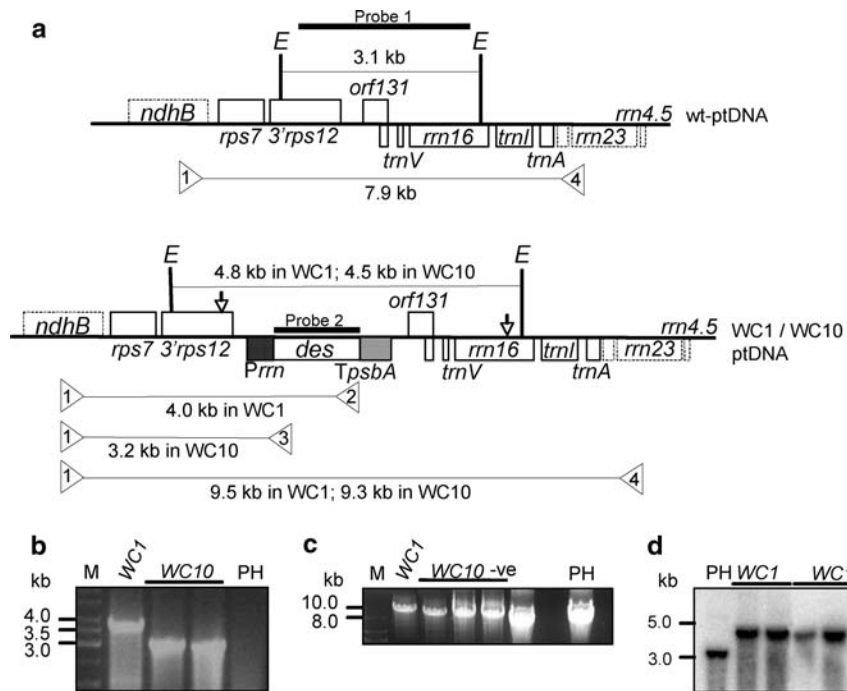 a
Probe 1
E
E
3.1 kb
orf131
ndhB
rrn4.5
wt-ptDNA
rps7 3'rps12
rrn16
trnI
rrn23
trnV
trnA
1
4
7.9 kb
E
E
4.8 kb in WC1; 4.5 kb in WC10
orf131
ndhB
Probe 2
rrn4.5
WC1 / WC10
ptDNA
rps7 3'rps12
des
rrn16
trnI
rrn23
Prrn
TpsbA
trnV
trnA
1
2
4.0 kb in WC1
1
3
3.2 kb in WC10
1
4
9.5 kb in WC1; 9.3 kb in WC10
b
kb
M
WC1
WC10
PH
4.0
3.5
3.0
c
kb
M
WC1
WC10 -ve
PH
10.0
8.0
d
kb
PH WC1 WC1
5.0
3.0